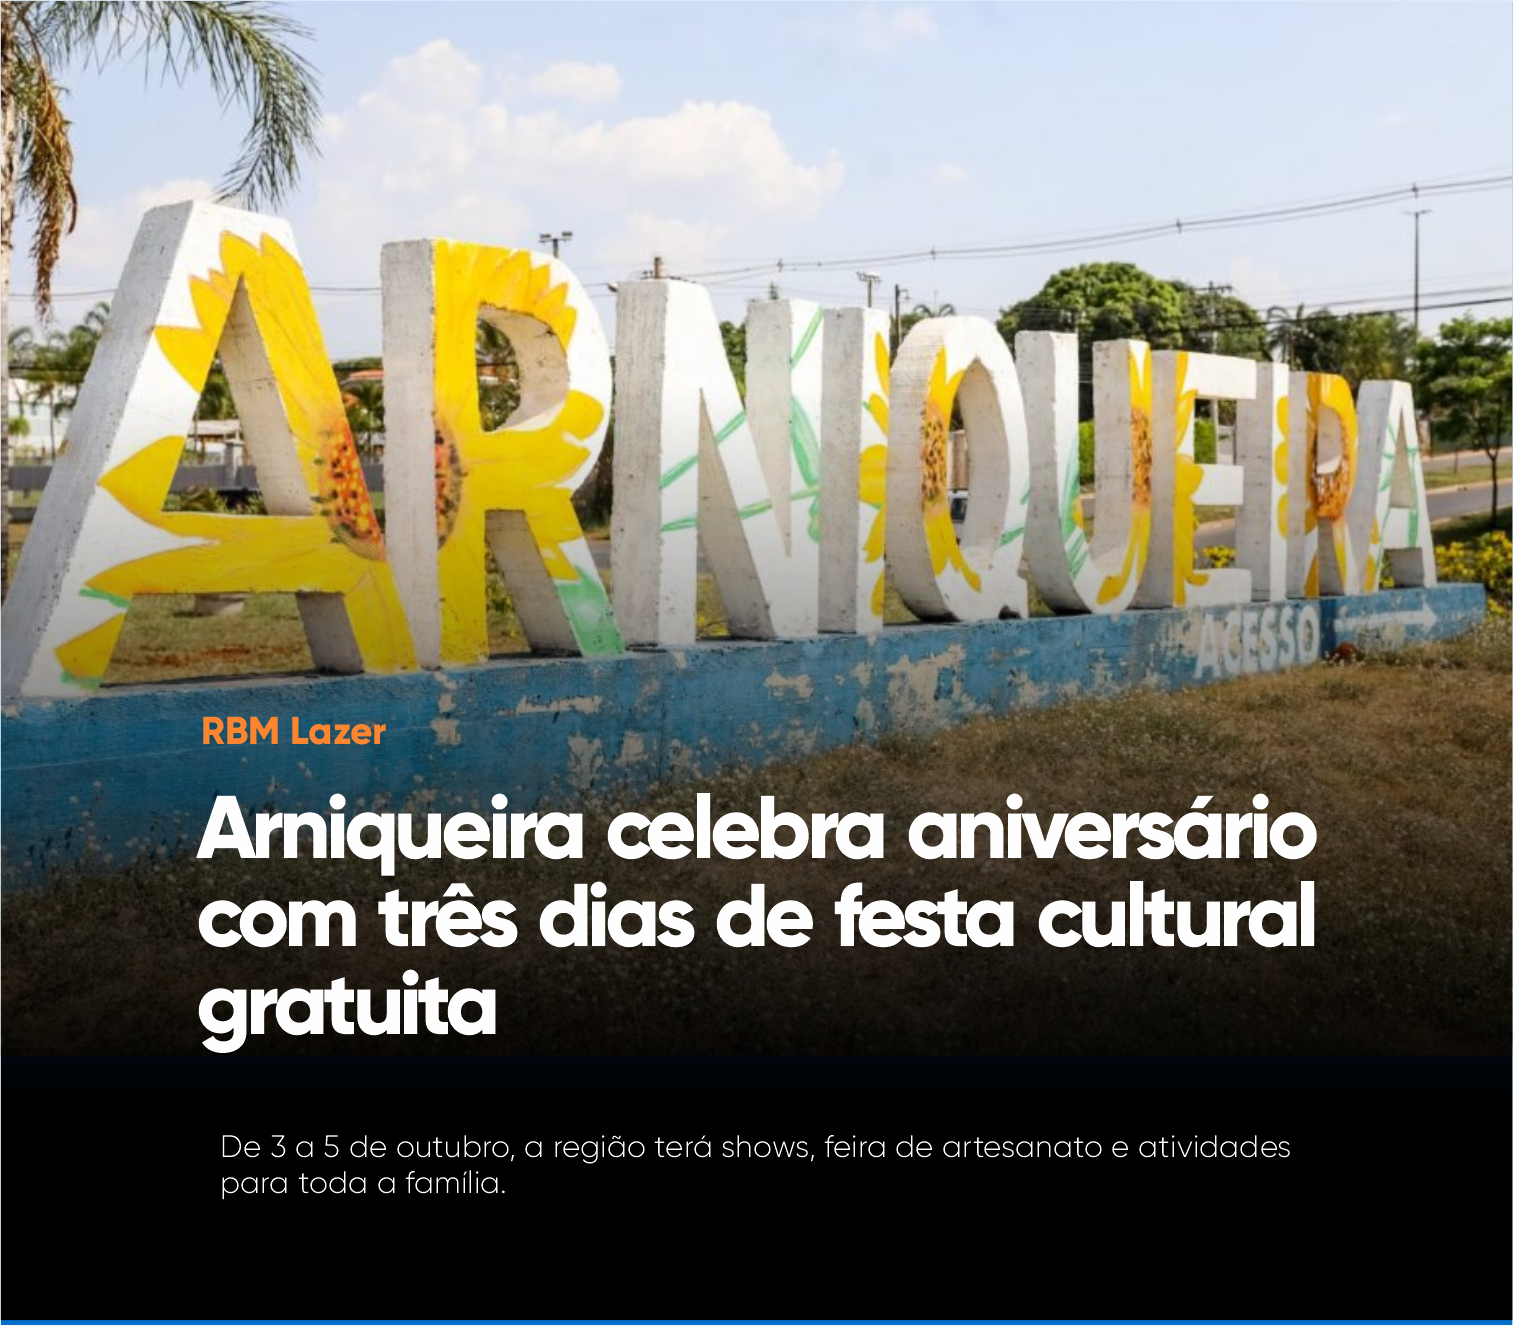 ARNIQUEIRA
ACESSO
RBM Lazer
Arniqueira celebra aniversário
com três dias de festa cultural
gratuita
De 3 a 5 de outubro, a região terá shows, feira de artesanato e atividades
para toda a família.